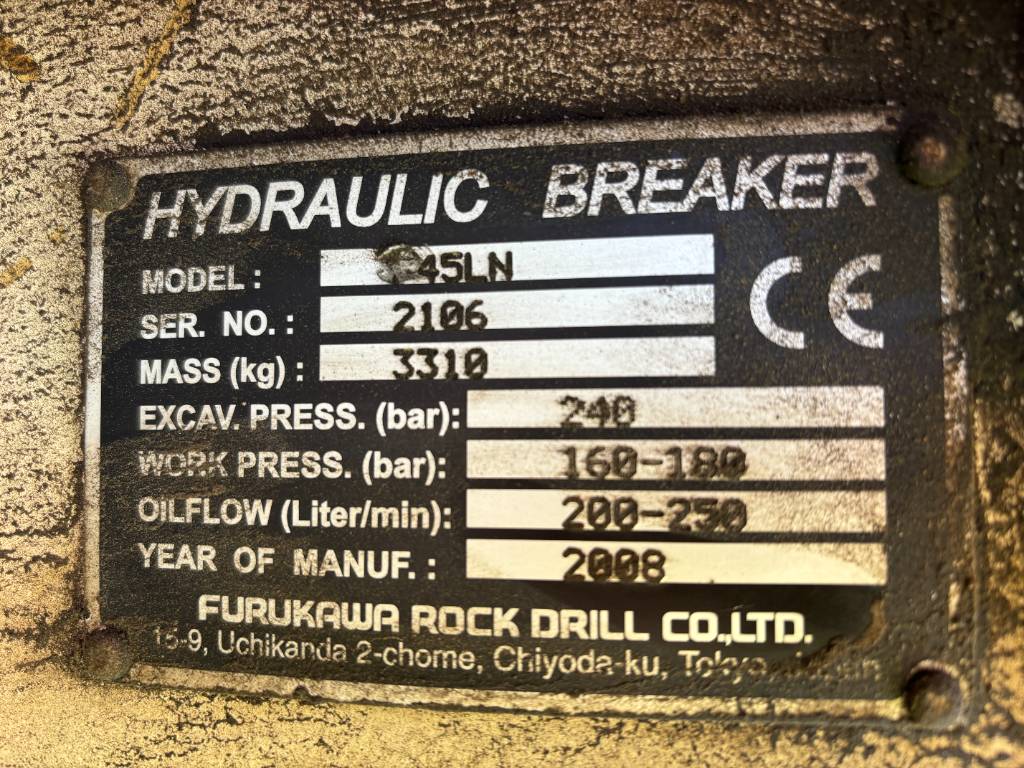 HYDRAULIC BREAKER
MODEL : 45LN
SER. NO. : 2106
MASS (kg) : 3310
CE
EXCAV. PRESS. (bar): 240
WORK PRESS. (bar): 160-180
OILFLOW (Liter/min): 200-250
YEAR OF MANUF. : 2008
FURUKAWA ROCK DRILL CO.,LTD.
15-9, Uchikanda 2-chome, Chiyoda-ku, Tokyo